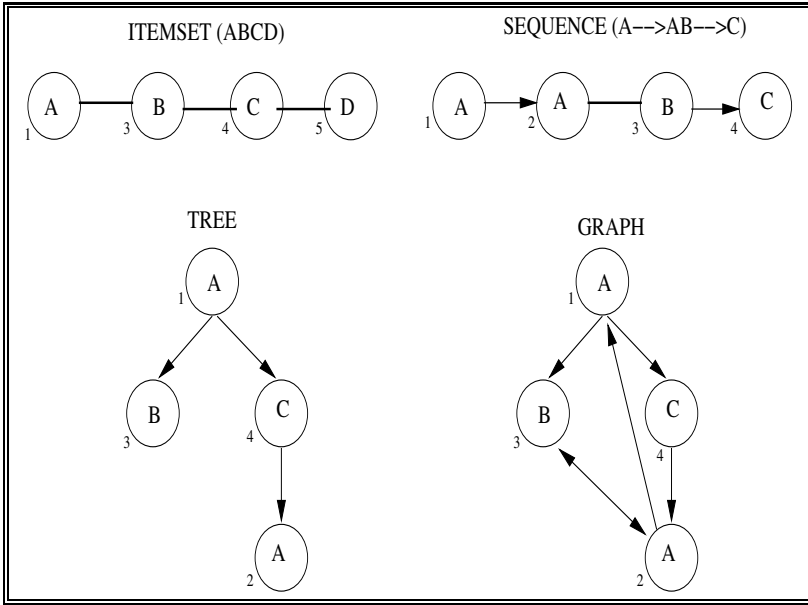 ITEMSET (ABCD)
A B C D
1 3 4 5
SEQUENCE (A-->AB-->C)
A A B C
1 2 3 4
TREE
A
1
B C
3 4
A
2
GRAPH
A
1
B C
3 4
A
2